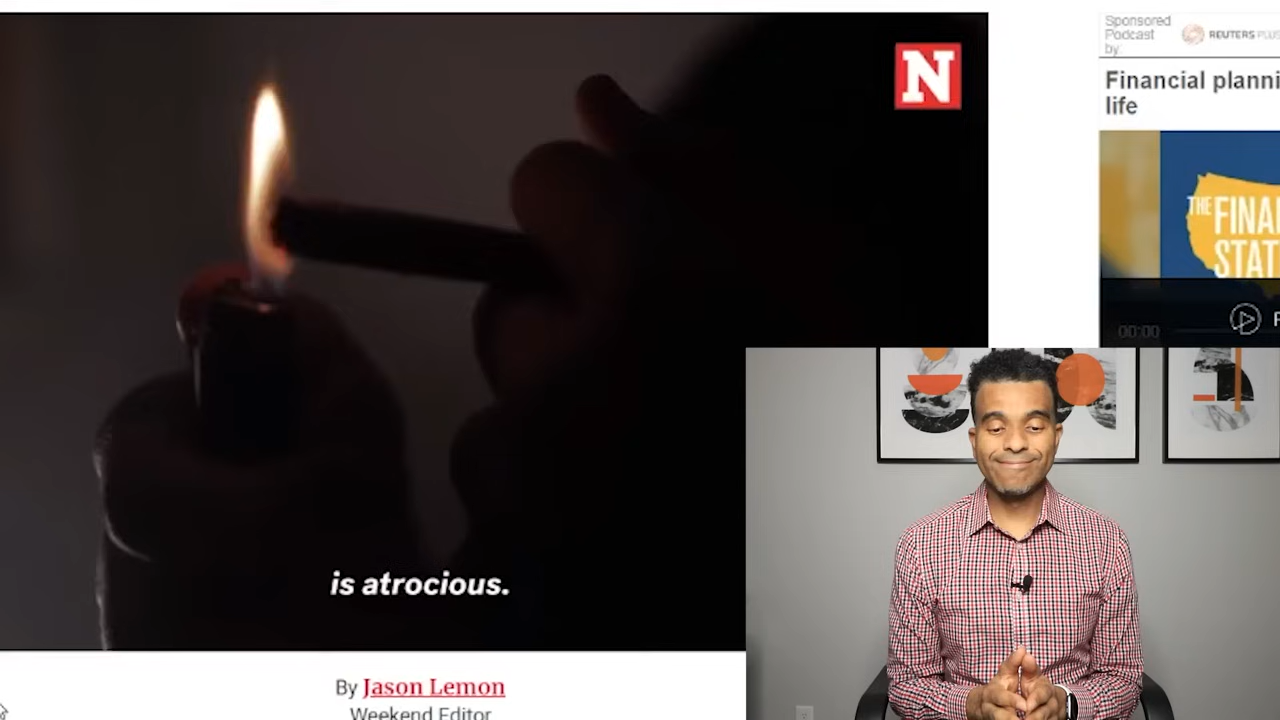 N
is atrocious.
By Jason Lemon
Weekend Editor
Sponsored
Podcast
by:
REUTERS PLUS
Financial planni
life
THE
FINA
STAT
00:00